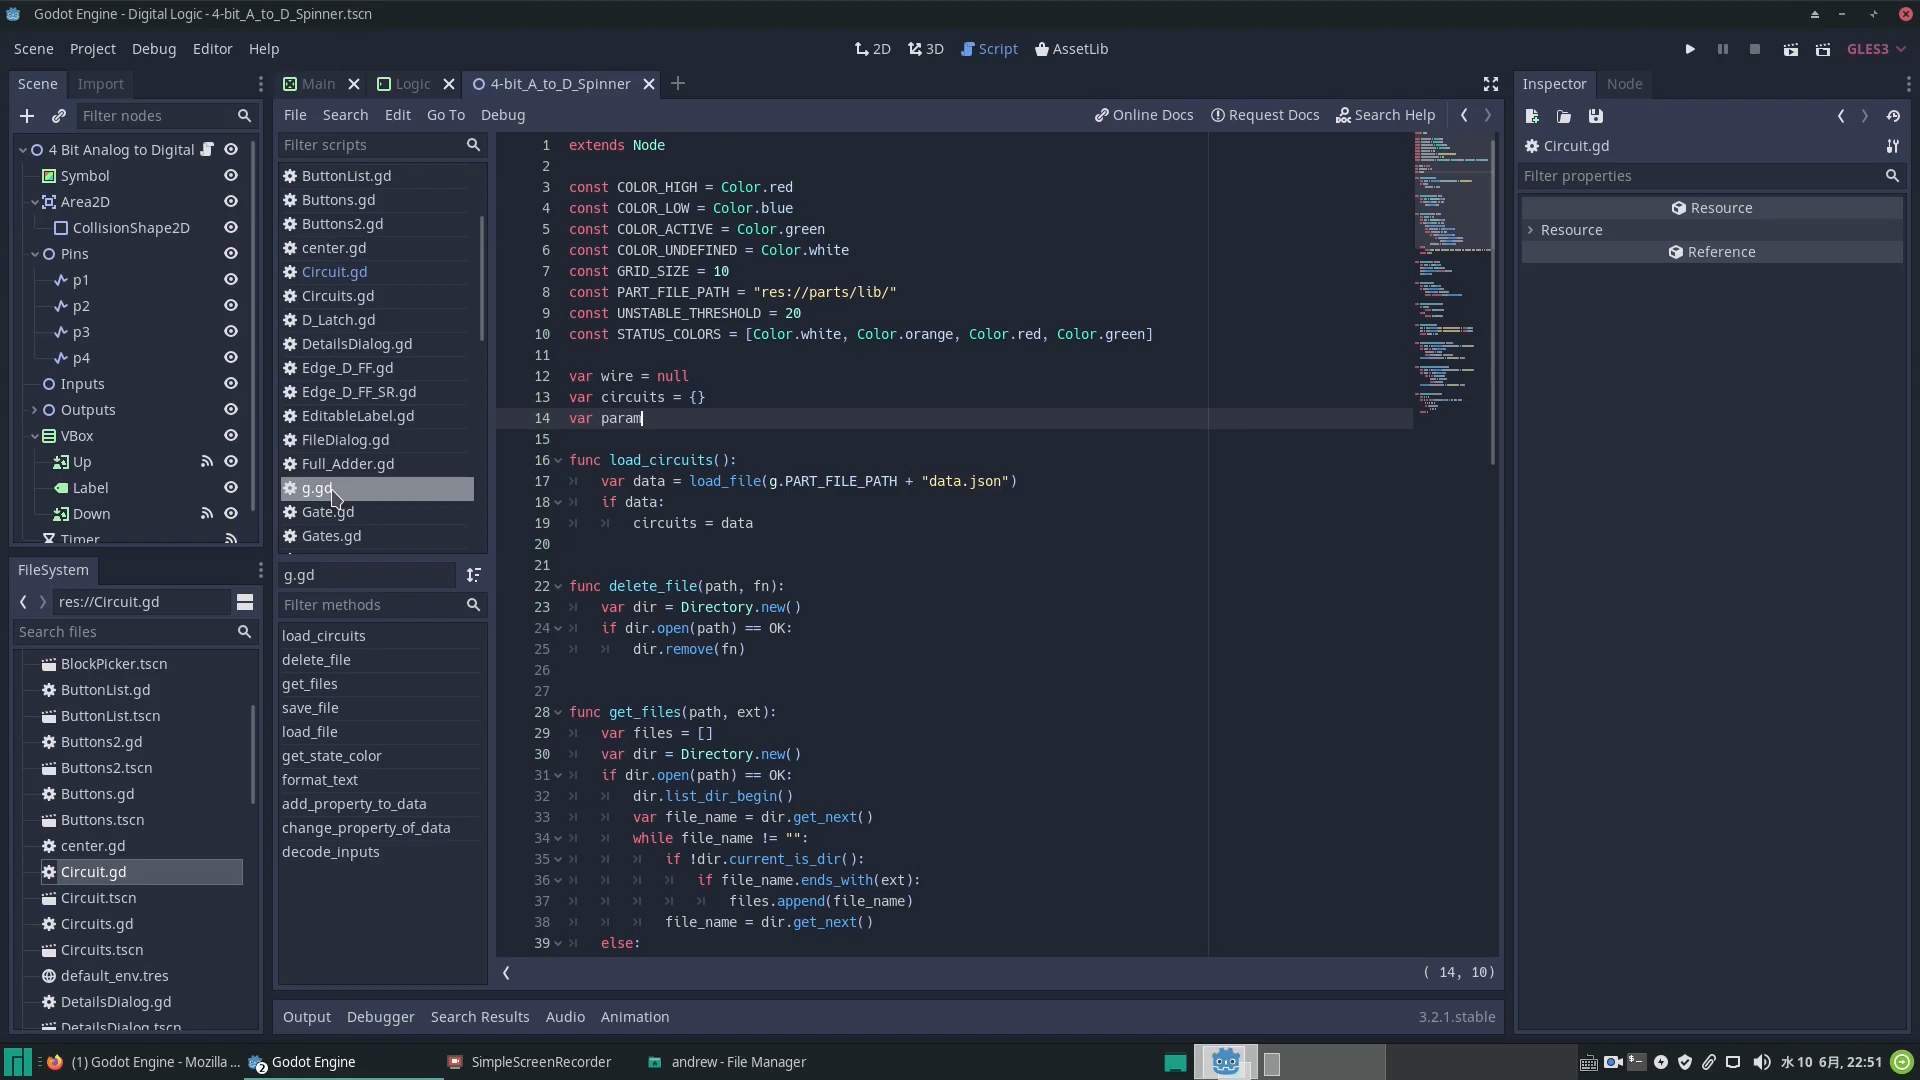 Godot Engine - Digital Logic - 4-bit_A_to_D_Spinner.tscn
Scene Project Debug Editor Help
2D 3D Script AssetLib
GLES3
Scene Import
Filter nodes
4 Bit Analog to Digital
Symbol
Area2D
CollisionShape2D
Pins
p1
p2
p3
p4
Inputs
Outputs
VBox
Up
Label
Down
Timer
FileSystem
res://Circuit.gd
Search files
BlockPicker.tscn
ButtonList.gd
ButtonList.tscn
Buttons2.gd
Buttons2.tscn
Buttons.gd
Buttons.tscn
center.gd
Circuit.gd
Circuit.tscn
Circuits.gd
Circuits.tscn
default_env.tres
DetailsDialog.gd
DetailsDialog.tscn
Main Logic 4-bit_A_to_D_Spinner
File Search Edit Go To Debug
Online Docs Request Docs Search Help
Filter scripts
ButtonList.gd
Buttons.gd
Buttons2.gd
center.gd
Circuit.gd
Circuits.gd
D_Latch.gd
DetailsDialog.gd
Edge_D_FF.gd
Edge_D_FF_SR.gd
EditableLabel.gd
FileDialog.gd
Full_Adder.gd
g.gd
Gate.gd
Gates.gd
g.gd
Filter methods
load_circuits
delete_file
get_files
save_file
load_file
get_state_color
format_text
add_property_to_data
change_property_of_data
decode_inputs
1 extends Node
2
3 const COLOR_HIGH = Color.red
4 const COLOR_LOW = Color.blue
5 const COLOR_ACTIVE = Color.green
6 const COLOR_UNDEFINED = Color.white
7 const GRID_SIZE = 10
8 const PART_FILE_PATH = "res://parts/lib/"
9 const UNSTABLE_THRESHOLD = 20
10 const STATUS_COLORS = [Color.white, Color.orange, Color.red, Color.green]
11
12 var wire = null
13 var circuits = {}
14 var param
15
16 func load_circuits():
17 var data = load_file(g.PART_FILE_PATH + "data.json")
18 if data:
19 circuits = data
20
21
22 func delete_file(path, fn):
23 var dir = Directory.new()
24 if dir.open(path) == OK:
25 dir.remove(fn)
26
27
28 func get_files(path, ext):
29 var files = []
30 var dir = Directory.new()
31 if dir.open(path) == OK:
32 dir.list_dir_begin()
33 var file_name = dir.get_next()
34 while file_name != "":
35 if !dir.current_is_dir():
36 if file_name.ends_with(ext):
37 files.append(file_name)
38 file_name = dir.get_next()
39 else:
( 14, 10)
Output Debugger Search Results Audio Animation
3.2.1.stable
Inspector Node
Circuit.gd
Filter properties
Resource
Resource
Reference
(1) Godot Engine - Mozilla ...
2 Godot Engine
SimpleScreenRecorder
andrew - File Manager
水 10 6月, 22:51